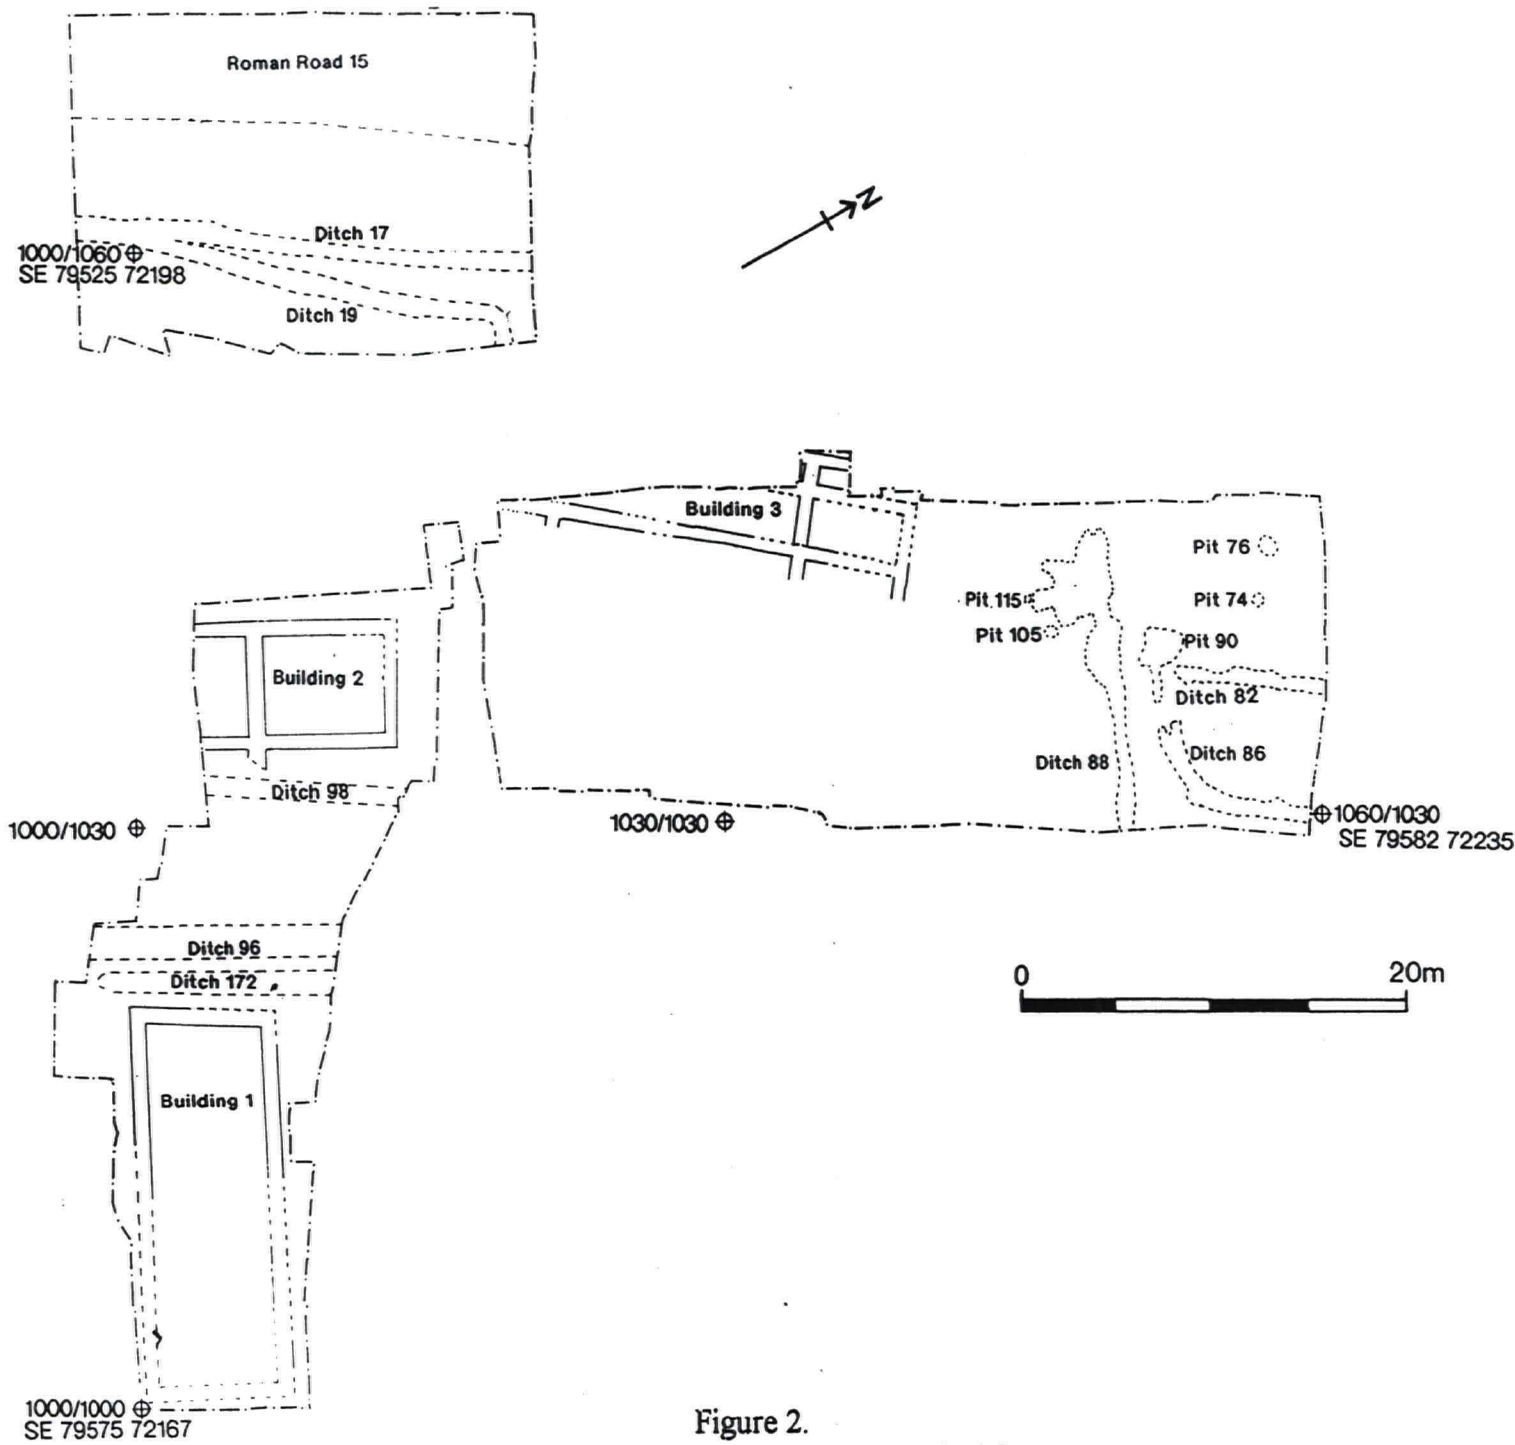 Roman Road 15
N
Ditch 17
1000/1060
SE 79525 72198
Ditch 19
Building 3
Pit 76
Pit 115
Pit 74
Pit 105
Pit 90
Building 2
Ditch 82
Ditch 88
Ditch 86
Ditch 98
1000/1030
1030/1030
1060/1030
SE 79582 72235
Ditch 96
Ditch 172
0
20m
Building 1
1000/1000
SE 79575 72167
Figure 2.